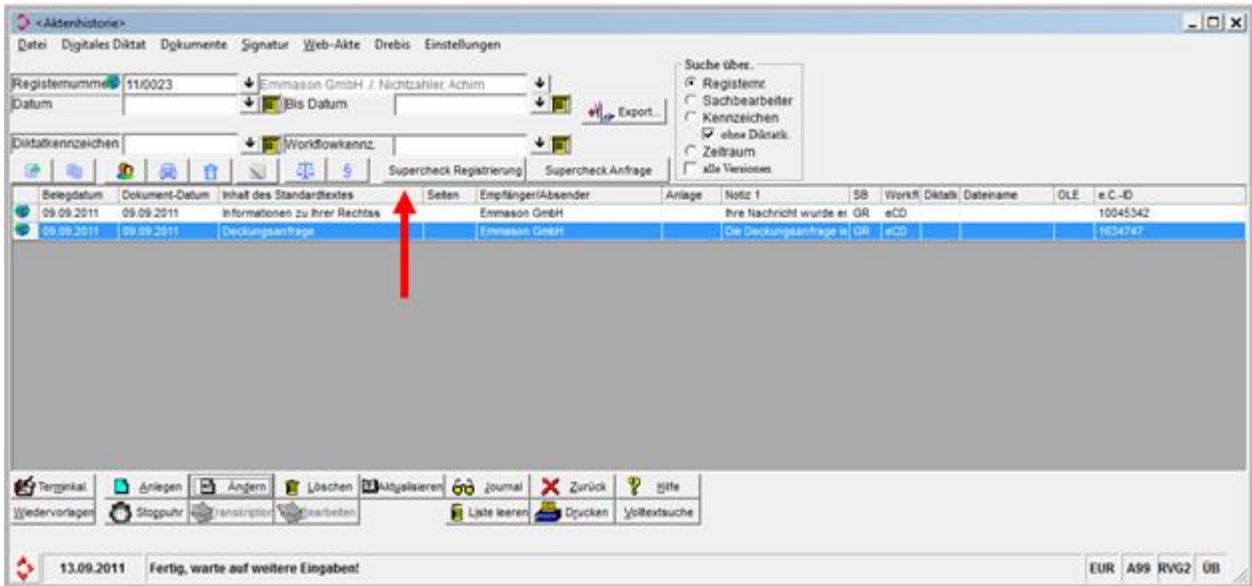 <Aktenhistorie>
Datei Digitales Diktat Dokumente Signatur Web-Akte Drebis Einstellungen
Registernumme 11/0023 Emmason GmbH ./. Nichtzahler, Achim
Datum Bis Datum Export...
Diktatkennzeichen Workflowkennz.
Suche über..
Registernr.
Sachbearbeiter
Kennzeichen
ohne Diktatk.
Zeitraum
alle Versionen
§ Supercheck Registrierung Supercheck Anfrage
Belegdatum Dokument-Datum Inhalt des Standardtextes Seiten Empfänger/Absender Anlage Notiz 1 SB Workfl Diktatk Dateiname OLE e.C.-ID
09.09.2011 09.09.2011 Informationen zu Ihrer Rechtss Emmason GmbH Ihre Nachricht wurde er GR eCD 10045342
09.09.2011 09.09.2011 Deckungsanfrage Emmason GmbH Die Deckungsanfrage is GR eCD 1634747
Terminkal. Anlegen Ändern Löschen Aktualisieren Journal Zurück Hilfe
Wiedervorlagen Stoppuhr Transkription Bearbeiten Liste leeren Drucken Volltextsuche
13.09.2011 Fertig, warte auf weitere Eingaben! EUR A99 RVG2 ÜB